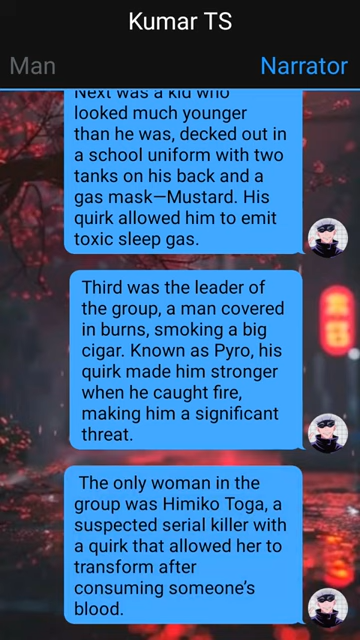 Kumar TS
Man
Narrator
Next was a kid who
looked much younger
than he was, decked out in
a school uniform with two
tanks on his back and a
gas mask—Mustard. His
quirk allowed him to emit
toxic sleep gas.
Third was the leader of
the group, a man covered
in burns, smoking a big
cigar. Known as Pyro, his
quirk made him stronger
when he caught fire,
making him a significant
threat.
The only woman in the
group was Himiko Toga, a
suspected serial killer with
a quirk that allowed her to
transform after
consuming someone's
blood.